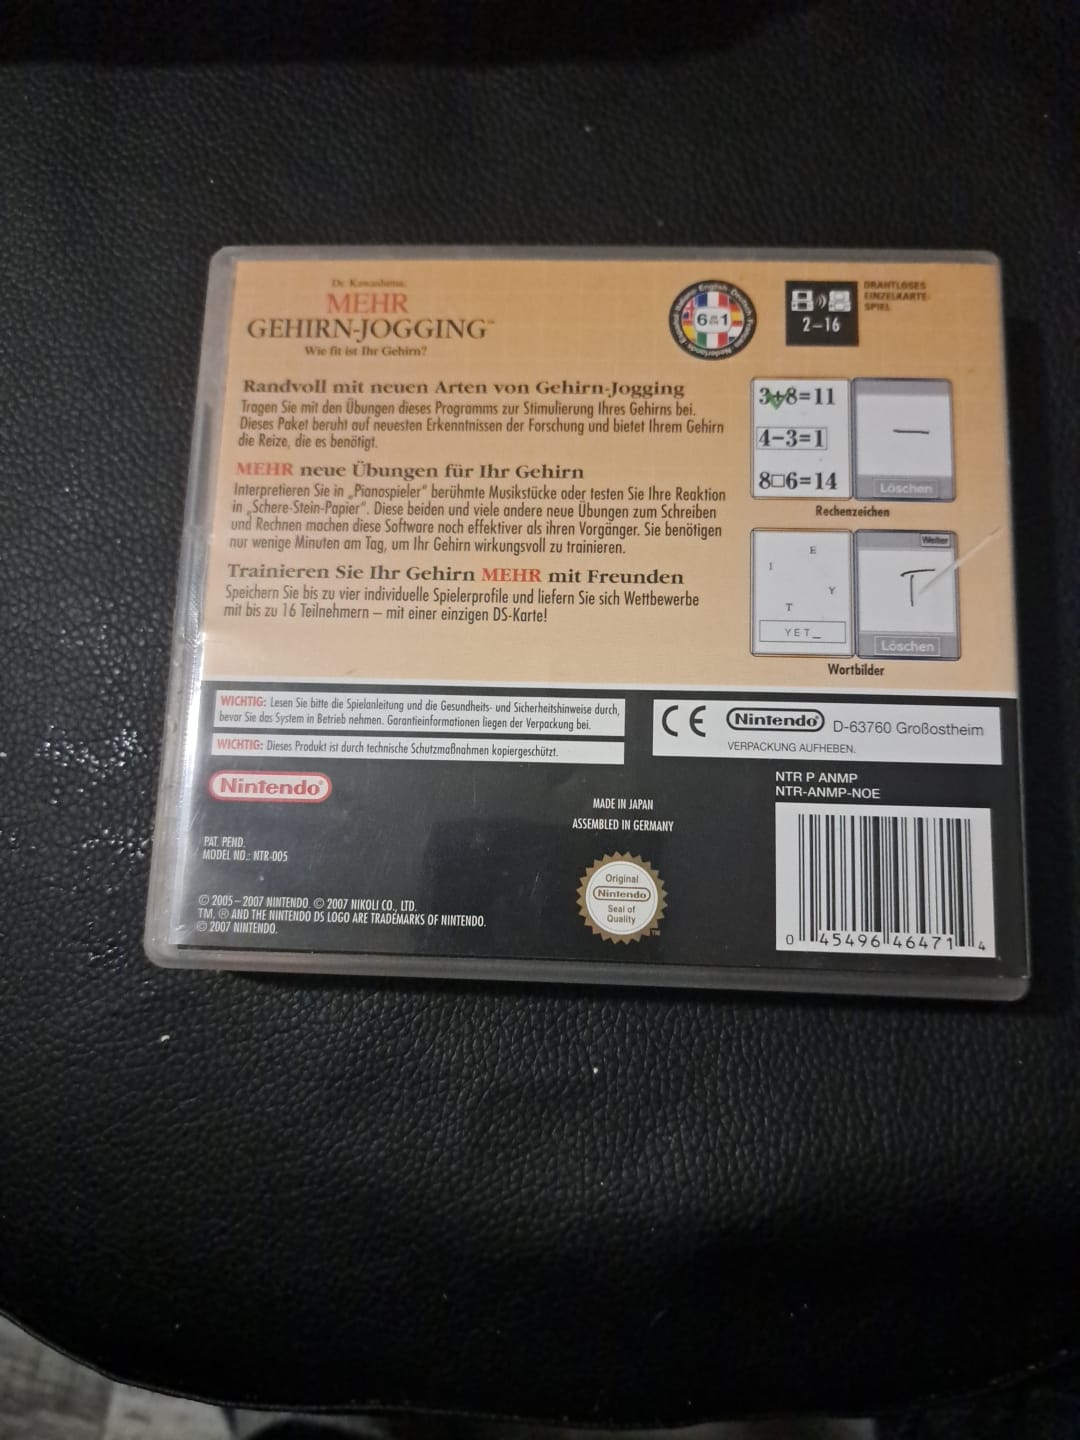 Dr. Kawashima:
MEHR
GEHIRN-JOGGING™
Wie fit ist Ihr Gehirn?
English Deutsch Français Nederlands Español Italiano
6 in 1
2–16
DRAHTLOSES
EINZELKARTE-
SPIEL
Randvoll mit neuen Arten von Gehirn-Jogging
Tragen Sie mit den Übungen dieses Programms zur Stimulierung Ihres Gehirns bei.
Dieses Paket beruht auf neuesten Erkenntnissen der Forschung und bietet Ihrem Gehirn
die Reize, die es benötigt.
MEHR neue Übungen für Ihr Gehirn
Interpretieren Sie in „Pianospieler“ berühmte Musikstücke oder testen Sie Ihre Reaktion
in „Schere-Stein-Papier“. Diese beiden und viele andere neue Übungen zum Schreiben
und Rechnen machen diese Software noch effektiver als ihren Vorgänger. Sie benötigen
nur wenige Minuten am Tag, um Ihr Gehirn wirkungsvoll zu trainieren.
Trainieren Sie Ihr Gehirn MEHR mit Freunden
Speichern Sie bis zu vier individuelle Spielerprofile und liefern Sie sich Wettbewerbe
mit bis zu 16 Teilnehmern – mit einer einzigen DS-Karte!
3+8=11
4−3=1
8□6=14
−
Löschen
Rechenzeichen
E
I
Y
T
YET_
Weiter
T
Löschen
Wortbilder
WICHTIG: Lesen Sie bitte die Spielanleitung und die Gesundheits- und Sicherheitshinweise durch,
bevor Sie das System in Betrieb nehmen. Garantieinformationen liegen der Verpackung bei.
WICHTIG: Dieses Produkt ist durch technische Schutzmaßnahmen kopiergeschützt.
CE Nintendo® D-63760 Großostheim
VERPACKUNG AUFHEBEN.
Nintendo®
PAT. PEND.
MODEL NO.: NTR-005
© 2005–2007 NINTENDO. © 2007 NIKOLI CO., LTD.
TM, ® AND THE NINTENDO DS LOGO ARE TRADEMARKS OF NINTENDO.
© 2007 NINTENDO.
MADE IN JAPAN
ASSEMBLED IN GERMANY
Original
Nintendo
Seal of
Quality
™
NTR P ANMP
NTR-ANMP-NOE
0 45496 46471 4